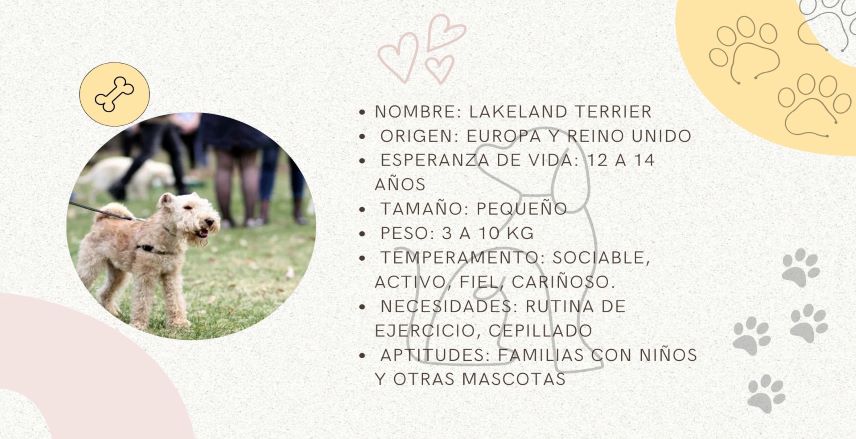 • NOMBRE: LAKELAND TERRIER
• ORIGEN: EUROPA Y REINO UNIDO
• ESPERANZA DE VIDA: 12 A 14
AÑOS
• TAMAÑO: PEQUEÑO
• PESO: 3 A 10 KG
• TEMPERAMENTO: SOCIABLE,
ACTIVO, FIEL, CARIÑOSO.
• NECESIDADES: RUTINA DE
EJERCICIO, CEPILLADO
• APTITUDES: FAMILIAS CON NIÑOS
Y OTRAS MASCOTAS